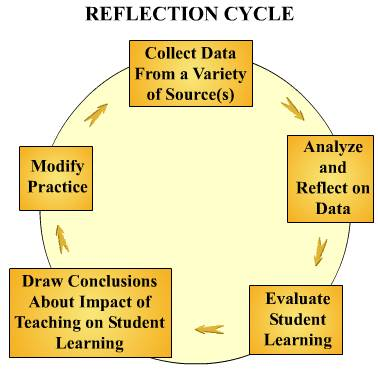 REFLECTION CYCLE
Collect Data
From a Variety
of Source(s)
Analyze
and
Reflect on
Data
Evaluate
Student
Learning
Draw Conclusions
About Impact of
Teaching on Student
Learning
Modify
Practice